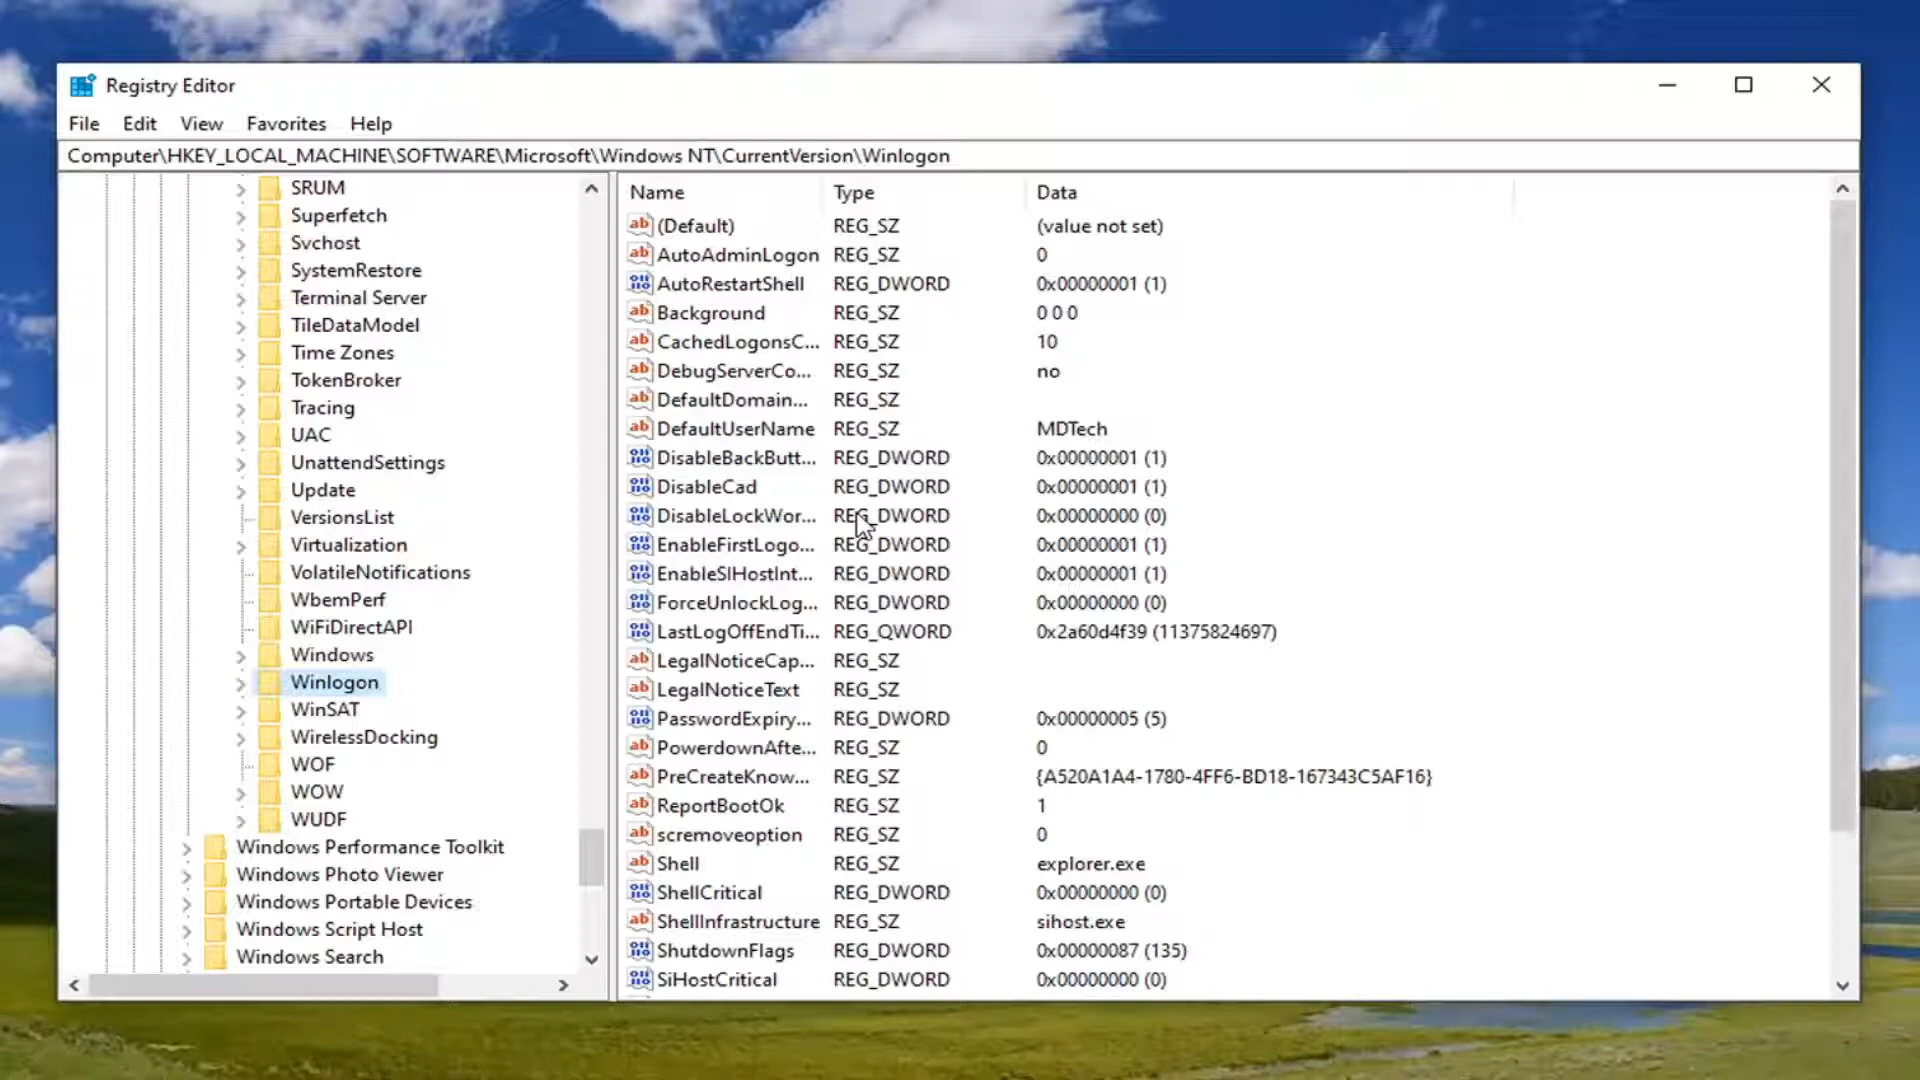 Registry Editor
File Edit View Favorites Help
Computer\HKEY_LOCAL_MACHINE\SOFTWARE\Microsoft\Windows NT\CurrentVersion\Winlogon
SRUM
Superfetch
Svchost
SystemRestore
Terminal Server
TileDataModel
Time Zones
TokenBroker
Tracing
UAC
UnattendSettings
Update
VersionsList
Virtualization
VolatileNotifications
WbemPerf
WiFiDirectAPI
Windows
Winlogon
WinSAT
WirelessDocking
WOF
WOW
WUDF
Windows Performance Toolkit
Windows Photo Viewer
Windows Portable Devices
Windows Script Host
Windows Search
Name Type Data
(Default) REG_SZ (value not set)
AutoAdminLogon REG_SZ 0
AutoRestartShell REG_DWORD 0x00000001 (1)
Background REG_SZ 0 0 0
CachedLogonsC... REG_SZ 10
DebugServerCo... REG_SZ no
DefaultDomain... REG_SZ
DefaultUserName REG_SZ MDTech
DisableBackButt... REG_DWORD 0x00000001 (1)
DisableCad REG_DWORD 0x00000001 (1)
DisableLockWor... REG_DWORD 0x00000000 (0)
EnableFirstLogo... REG_DWORD 0x00000001 (1)
EnableSIHostInt... REG_DWORD 0x00000001 (1)
ForceUnlockLog... REG_DWORD 0x00000000 (0)
LastLogOffEndTi... REG_QWORD 0x2a60d4f39 (11375824697)
LegalNoticeCap... REG_SZ
LegalNoticeText REG_SZ
PasswordExpiry... REG_DWORD 0x00000005 (5)
PowerdownAfte... REG_SZ 0
PreCreateKnow... REG_SZ {A520A1A4-1780-4FF6-BD18-167343C5AF16}
ReportBootOk REG_SZ 1
scremoveoption REG_SZ 0
Shell REG_SZ explorer.exe
ShellCritical REG_DWORD 0x00000000 (0)
ShellInfrastructure REG_SZ sihost.exe
ShutdownFlags REG_DWORD 0x00000087 (135)
SiHostCritical REG_DWORD 0x00000000 (0)